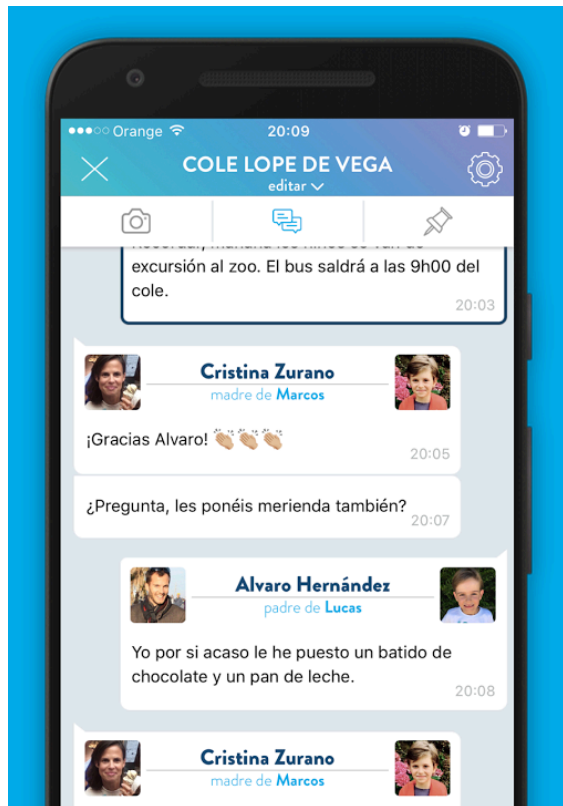 Orange 20:09
COLE LOPE DE VEGA
editar
excursión al zoo. El bus saldrá a las 9h00 del
cole.
20:03
Cristina Zurano
madre de Marcos
¡Gracias Alvaro! 👏🏼👏🏼👏🏼
20:05
¿Pregunta, les ponéis merienda también?
20:07
Alvaro Hernández
padre de Lucas
Yo por si acaso le he puesto un batido de
chocolate y un pan de leche.
20:08
Cristina Zurano
madre de Marcos